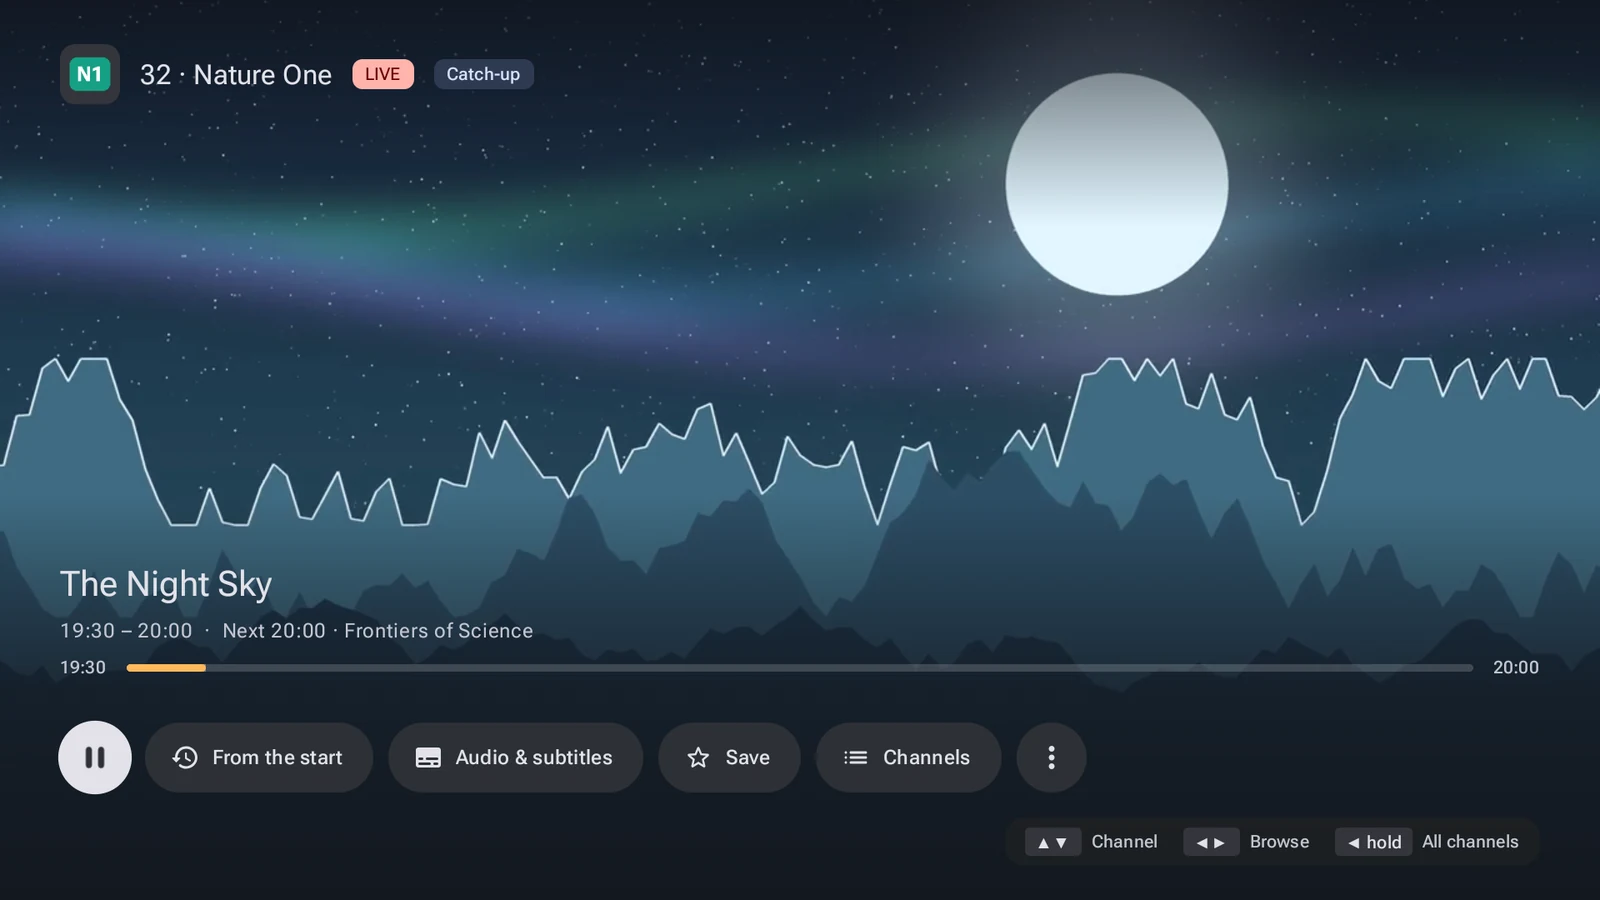 N1 32 · Nature One LIVE Catch-up
The Night Sky
19:30 – 20:00 · Next 20:00 · Frontiers of Science
19:30 20:00
From the start Audio & subtitles Save Channels
▲▼ Channel ◀▶ Browse ◀ hold All channels